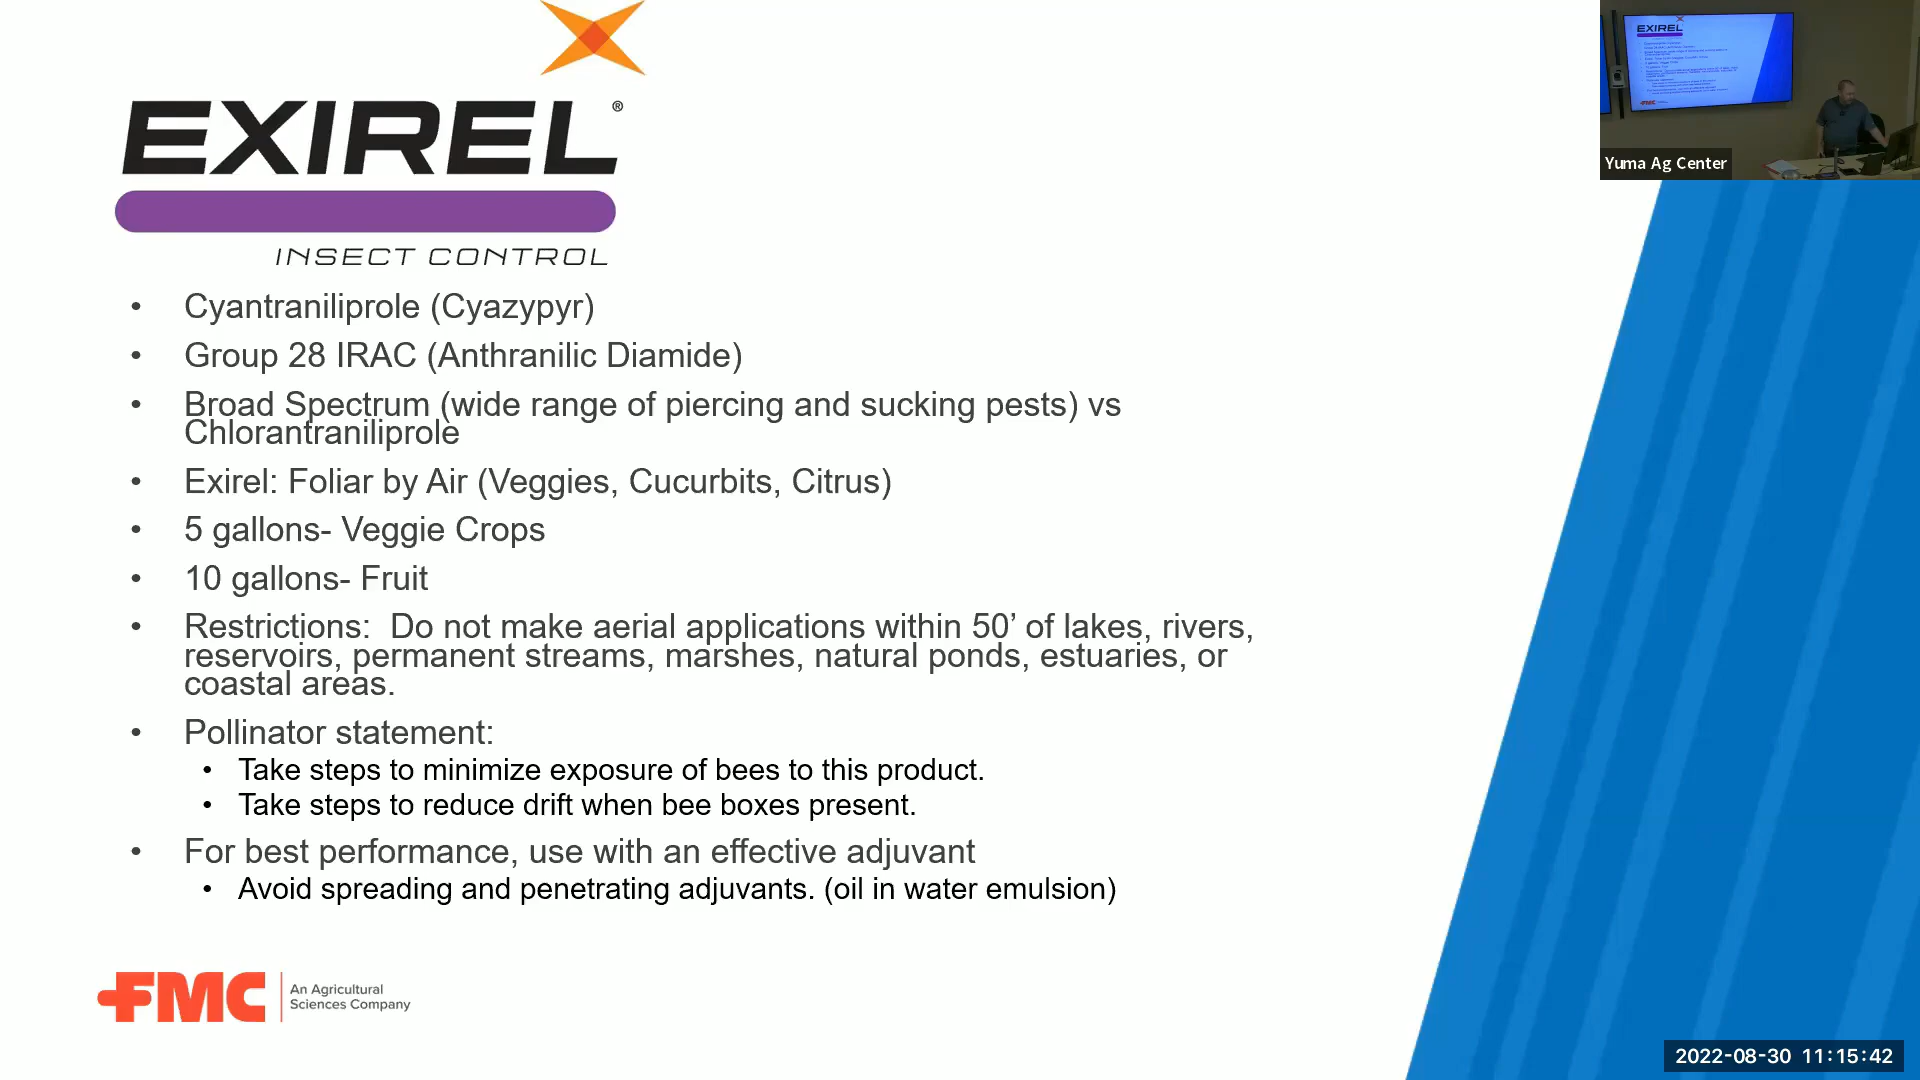 EXIREL®
INSECT CONTROL
• Cyantraniliprole (Cyazypyr)
• Group 28 IRAC (Anthranilic Diamide)
• Broad Spectrum (wide range of piercing and sucking pests) vs
Chlorantraniliprole
• Exirel: Foliar by Air (Veggies, Cucurbits, Citrus)
• 5 gallons- Veggie Crops
• 10 gallons- Fruit
• Restrictions:  Do not make aerial applications within 50’ of lakes, rivers,
reservoirs, permanent streams, marshes, natural ponds, estuaries, or
coastal areas.
• Pollinator statement:
• Take steps to minimize exposure of bees to this product.
• Take steps to reduce drift when bee boxes present.
• For best performance, use with an effective adjuvant
• Avoid spreading and penetrating adjuvants. (oil in water emulsion)
FMC
An Agricultural
Sciences Company
EXIREL
FMC
Yuma Ag Center
2022-08-30 11:15:42